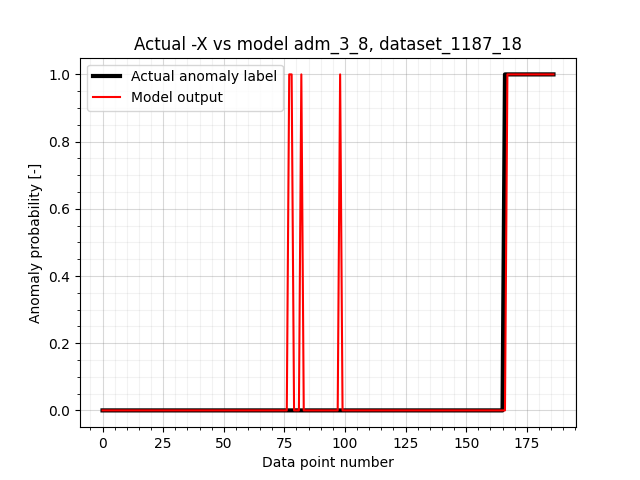 Actual -X vs model adm_3_8, dataset_1187_18
Actual anomaly label
Model output
Anomaly probability [-]
1.0
0.8
0.6
0.4
0.2
0.0
0 25 50 75 100 125 150 175
Data point number